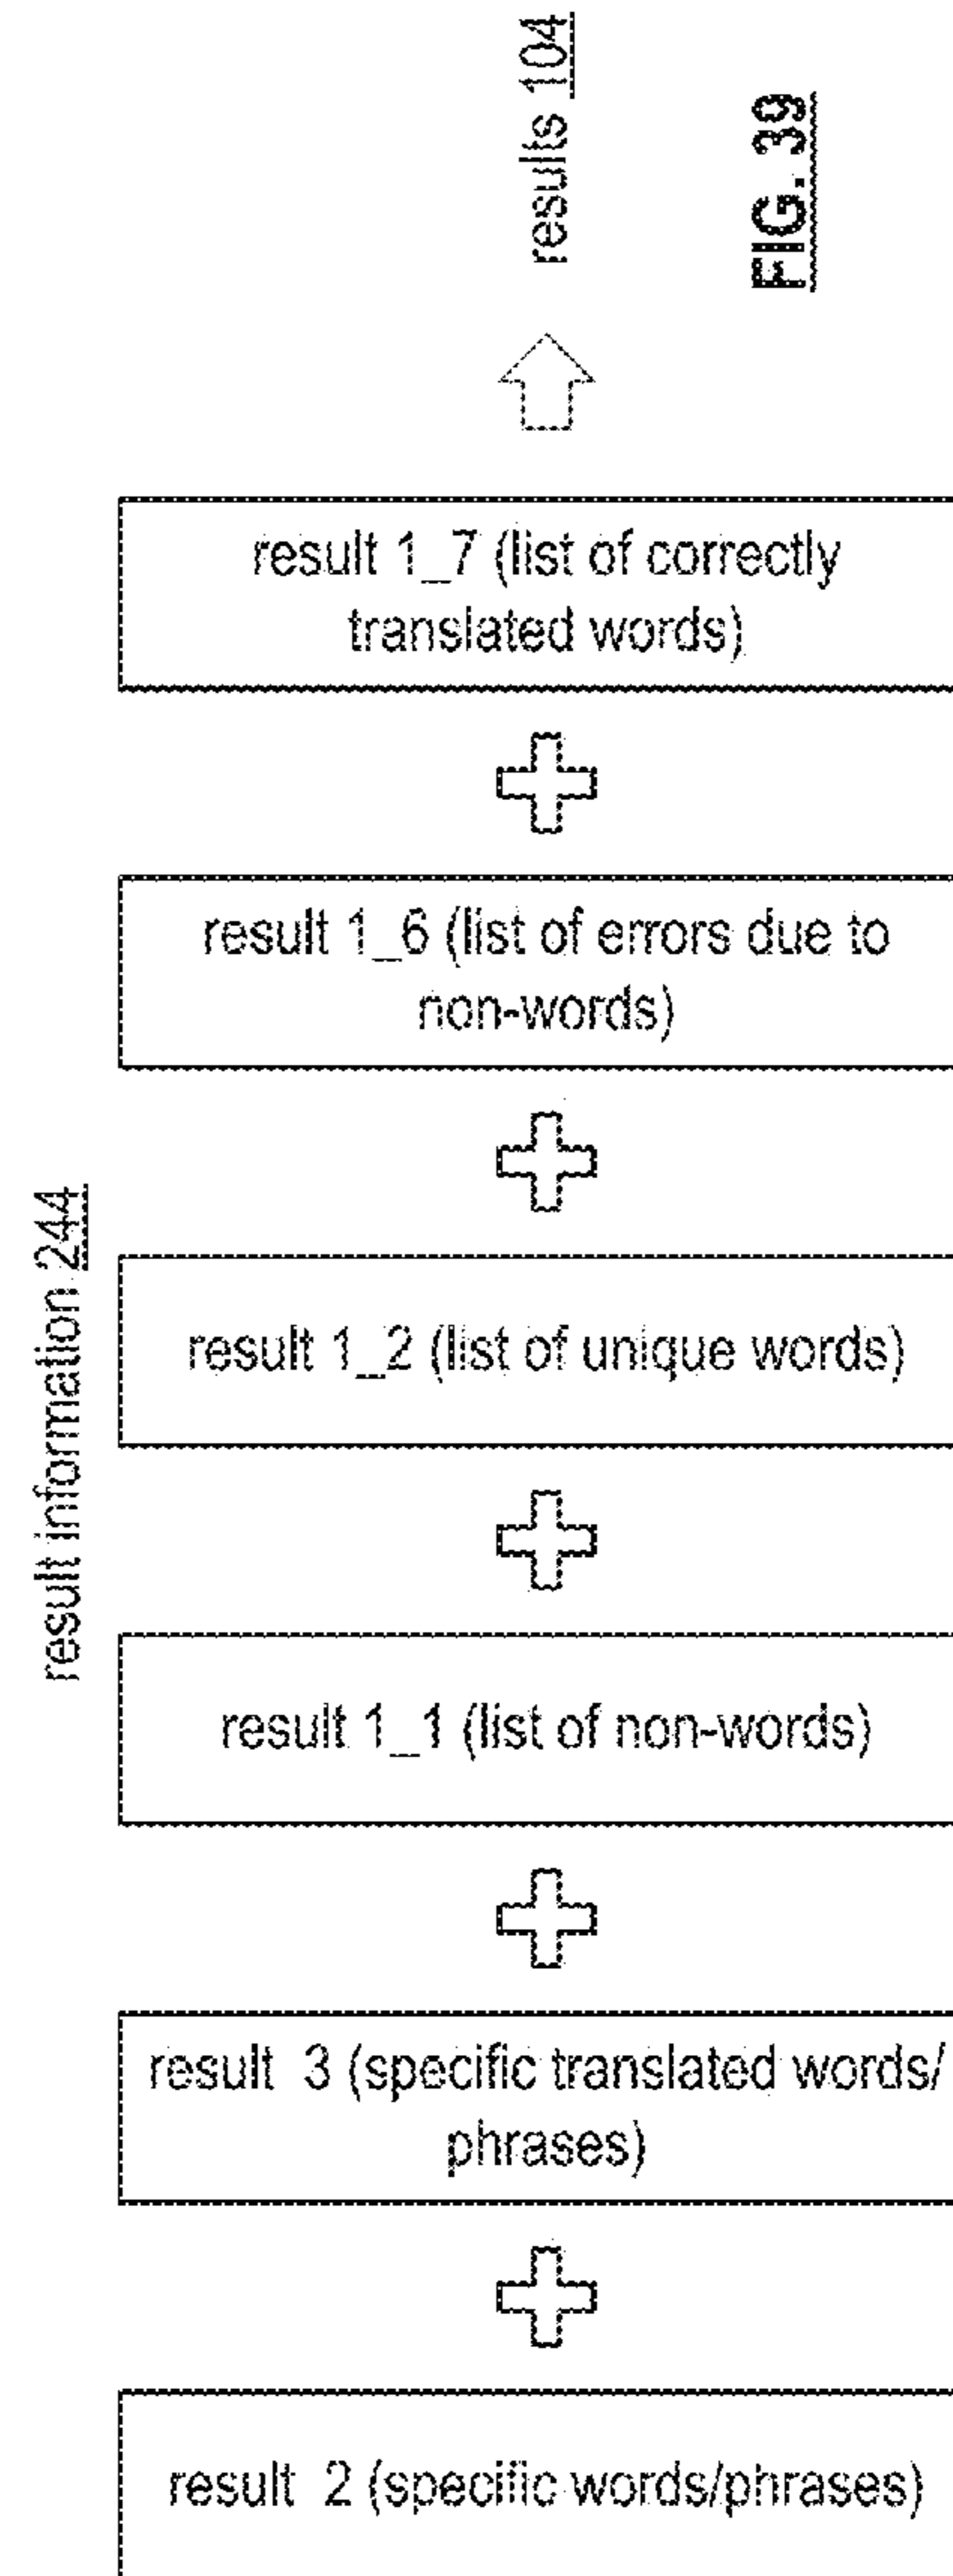 results 104
FIG. 39
result 1_7 (list of correctly
translated words)
result 1_6 (list of errors due to
non-words)
result information 244
result 1_2 (list of unique words)
result 1_1 (list of non-words)
result 3 (specific translated words/
phrases)
result 2 (specific words/phrases)